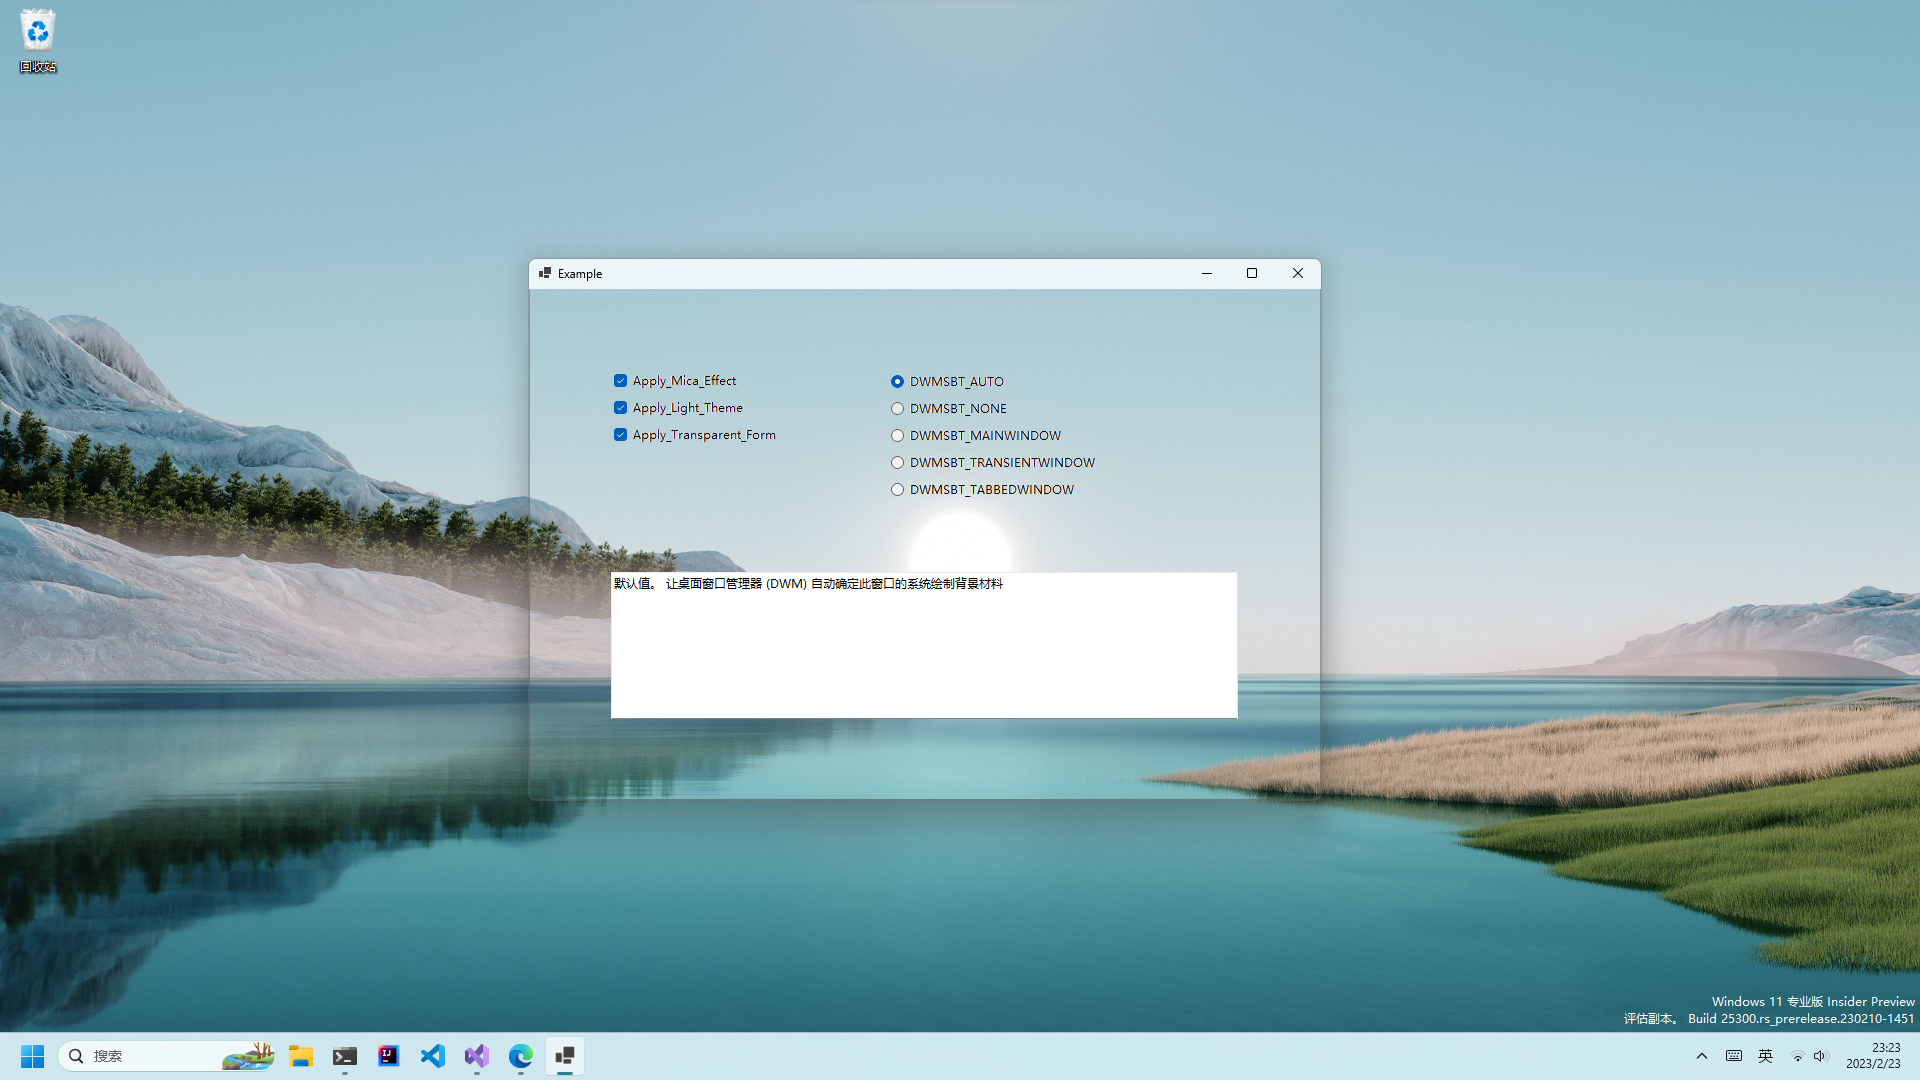 回收站
Example
Apply_Mica_Effect
Apply_Light_Theme
Apply_Transparent_Form
DWMSBT_AUTO
DWMSBT_NONE
DWMSBT_MAINWINDOW
DWMSBT_TRANSIENTWINDOW
DWMSBT_TABBEDWINDOW
默认值。 让桌面窗口管理器 (DWM) 自动确定此窗口的系统绘制背景材料
Windows 11 专业版 Insider Preview
评估副本。 Build 25300.rs_prerelease.230210-1451
搜索
IJ
英
23:23
2023/2/23